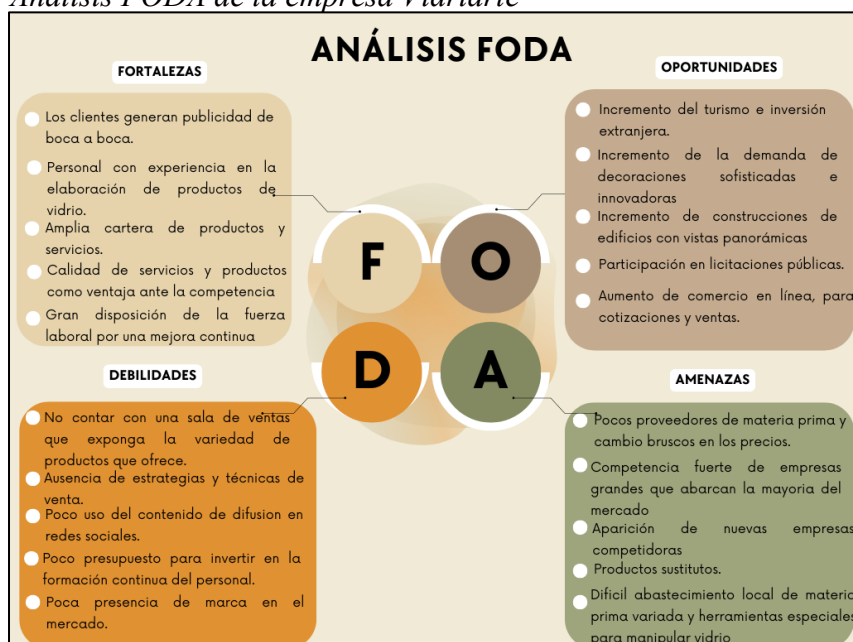 Análisis FODA de la empresa Vidriarte
ANÁLISIS FODA
FORTALEZAS
Los clientes generan publicidad de
boca a boca.
Personal con experiencia en la
elaboración de productos de
vidrio.
Amplia cartera de productos y
servicios.
Calidad de servicios y productos
como ventaja ante la competencia
Gran disposición de la fuerza
laboral por una mejora continua
OPORTUNIDADES
Incremento del turismo e inversión
extranjera.
Incremento de la demanda de
decoraciones sofisticadas e
innovadoras
Incremento de construcciones de
edificios con vistas panorámicas
Participación en licitaciones públicas.
Aumento de comercio en línea, para
cotizaciones y ventas.
F
O
D
A
DEBILIDADES
No contar con una sala de ventas
que exponga la variedad de
productos que ofrece.
Ausencia de estrategias y técnicas de
venta.
Poco uso del contenido de difusion en
redes sociales.
Poco presupuesto para invertir en la
formación continua del personal.
Poca presencia de marca en el
mercado.
AMENAZAS
Pocos proveedores de materia prima y
cambio bruscos en los precios.
Competencia fuerte de empresas
grandes que abarcan la mayoria del
mercado
Aparición de nuevas empresas
competidoras
Productos sustitutos.
Dificil abastecimiento local de materia
prima variada y herramientas especiales
para manipular vidrio